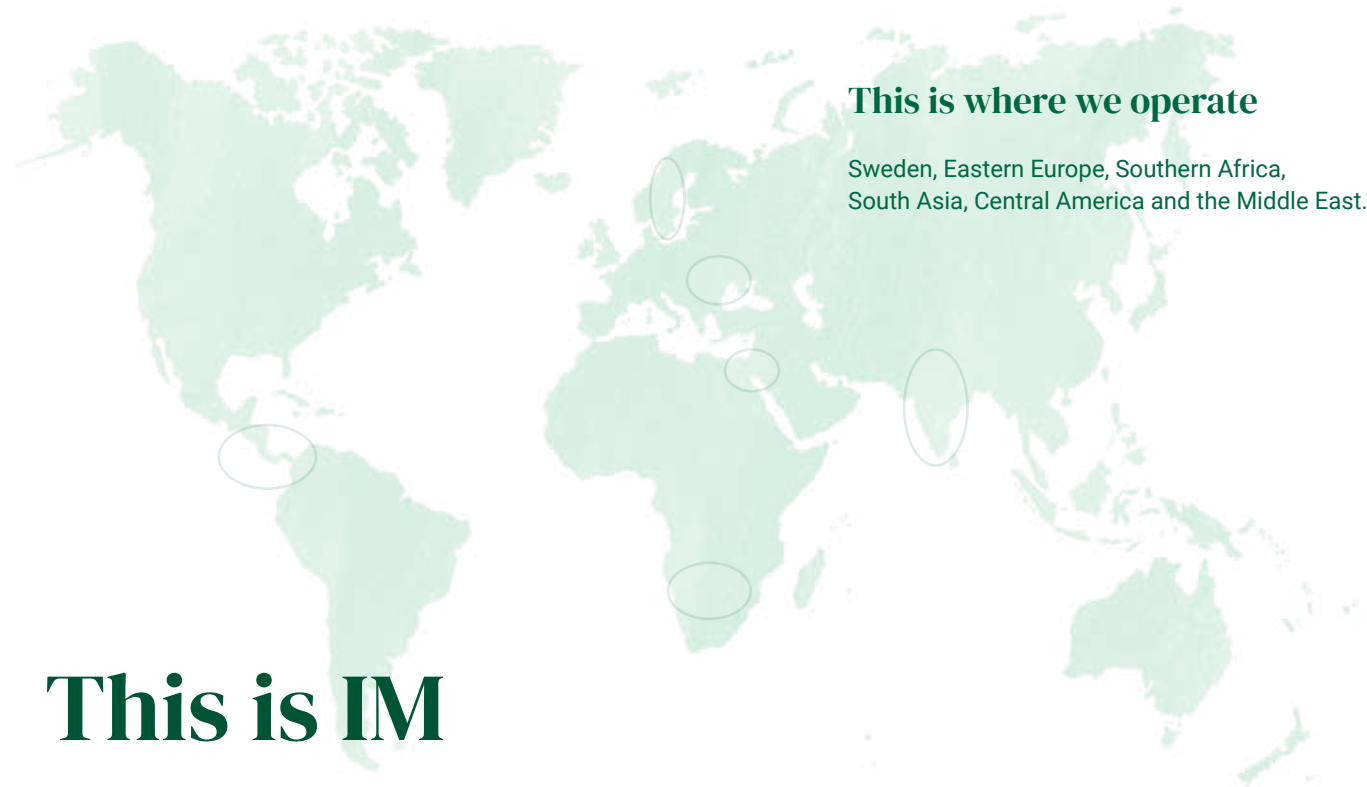 This is where we operate
Sweden, Eastern Europe, Southern Africa,
South Asia, Central America and the Middle East.
This is IM